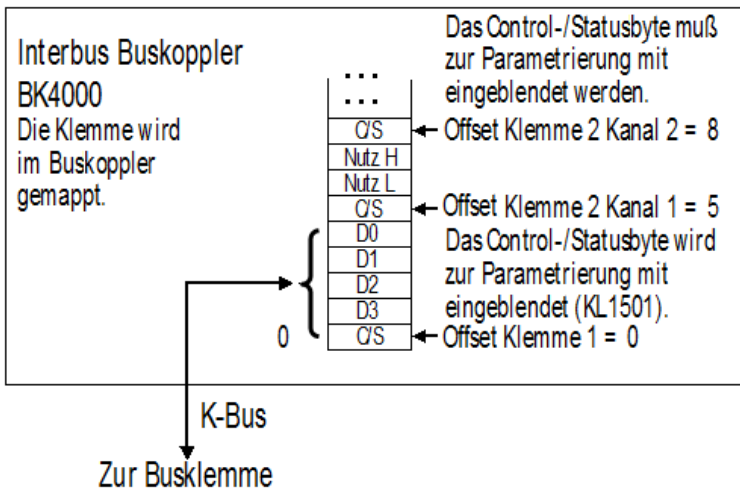 Interbus Buskoppler
BK4000
Die Klemme wird
im Buskoppler
gemappt.
Das Control-/Statusbyte muß
zur Parametrierung mit
eingeblendet werden.
...
...
C/S
Offset Klemme 2 Kanal 2 = 8
Nutz H
Nutz L
C/S
Offset Klemme 2 Kanal 1 = 5
D0
D1
D2
D3
Das Control-/Statusbyte wird
zur Parametrierung mit
eingeblendet (KL1501).
0
C/S
Offset Klemme 1 = 0
K-Bus
Zur Busklemme